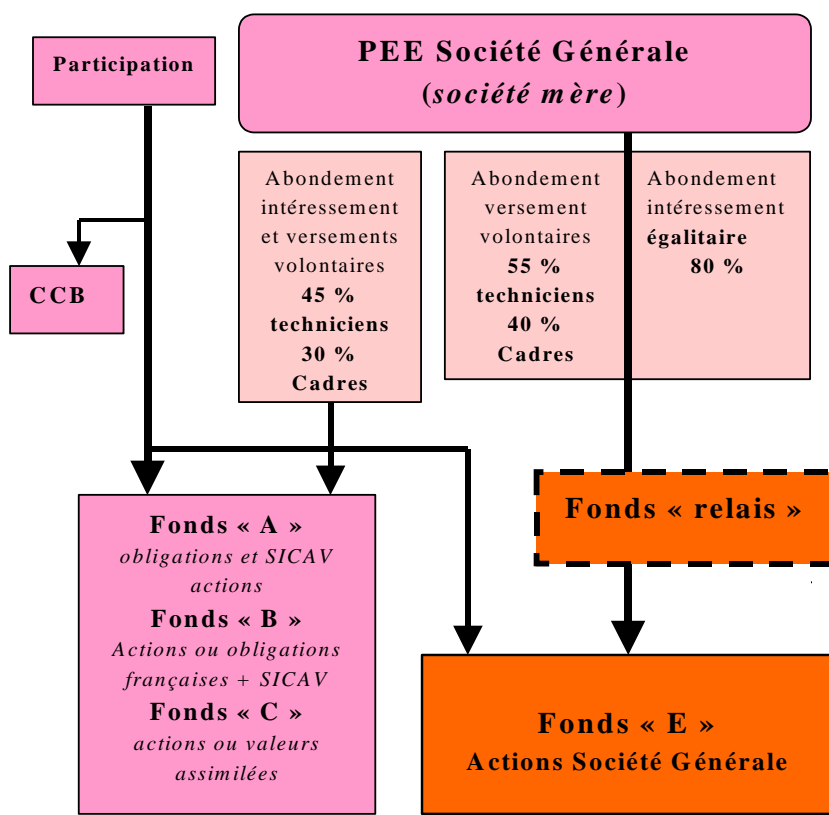 Participation
PEE Société Générale
(société mère)
Abondement
intéressement
et versements
volontaires
45 %
techniciens
30 %
Cadres
Abondement
versement
volontaires
55 %
techniciens
40 %
Cadres
Abondement
intéressement
égalitaire
80 %
CCB
Fonds « relais »
Fonds « A »
obligations et SICAV
actions
Fonds « B »
Actions ou obligations
françaises + SICAV
Fonds « C »
actions ou valeurs
assimilées
.
Fonds « E »
Actions Société Générale